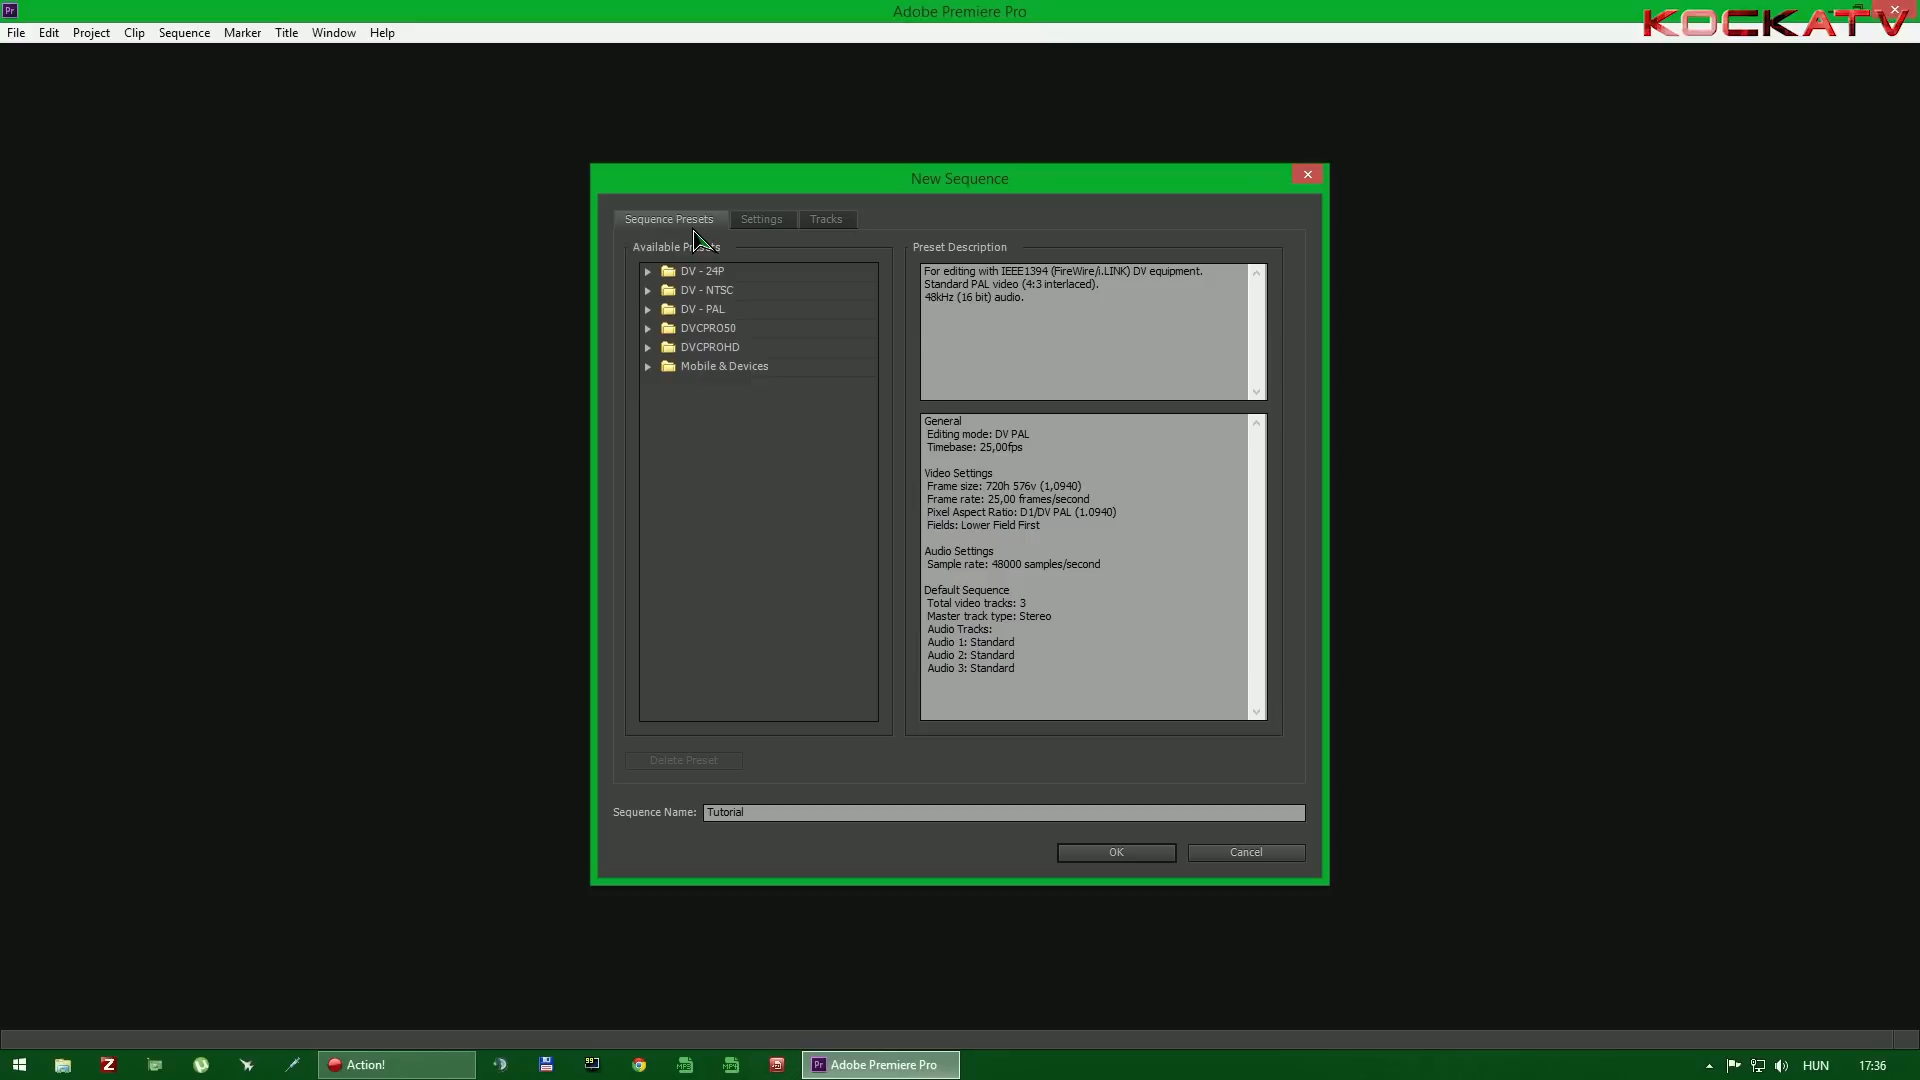 Adobe Premiere Pro
KOCKATV
File Edit Project Clip Sequence Marker Title Window Help
New Sequence
Sequence Presets Settings Tracks
Available Presets
DV - 24P
DV - NTSC
DV - PAL
DVCPRO50
DVCPROHD
Mobile & Devices
Delete Preset
Preset Description
For editing with IEEE1394 (FireWire/i.LINK) DV equipment.
Standard PAL video (4:3 interlaced).
48kHz (16 bit) audio.
General
Editing mode: DV PAL
Timebase: 25,00fps
Video Settings
Frame size: 720h 576v (1,0940)
Frame rate: 25,00 frames/second
Pixel Aspect Ratio: D1/DV PAL (1.0940)
Fields: Lower Field First
Audio Settings
Sample rate: 48000 samples/second
Default Sequence
Total video tracks: 3
Master track type: Stereo
Audio Tracks:
Audio 1: Standard
Audio 2: Standard
Audio 3: Standard
Sequence Name: Tutorial
OK Cancel
Action! Adobe Premiere Pro HUN 17:36